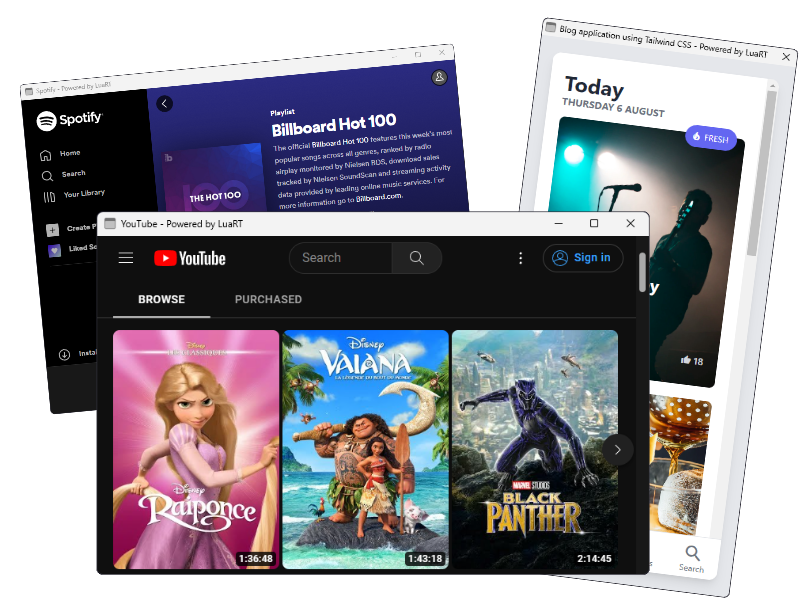 Spotify - Powered by LuaRT
Spotify
Home
Search
Your Library
Create P
Liked So
Instal
Playlist
Billboard Hot 100
The official Billboard Hot 100 features this week's most
popular songs across all genres, ranked by radio
airplay monitored by Nielsen BDS, download sales
tracked by Nielsen SoundScan and streaming activity
data provided by leading online music services. For
more information go to Billboard.com.
THE HOT 100
Blog application using Tailwind CSS - Powered by LuaRT
Today
THURSDAY 6 AUGUST
FRESH
y
18
s
Search
YouTube - Powered by LuaRT
YouTube
Search
Sign in
BROWSE
PURCHASED
Disney
LES CLASSIQUES
Disney
Raiponce
1:36:48
Disney
VAIANA
LA LÉGENDE DU BOUT DU MONDE
1:43:18
MARVEL STUDIOS
BLACK
PANTHER
2:14:45